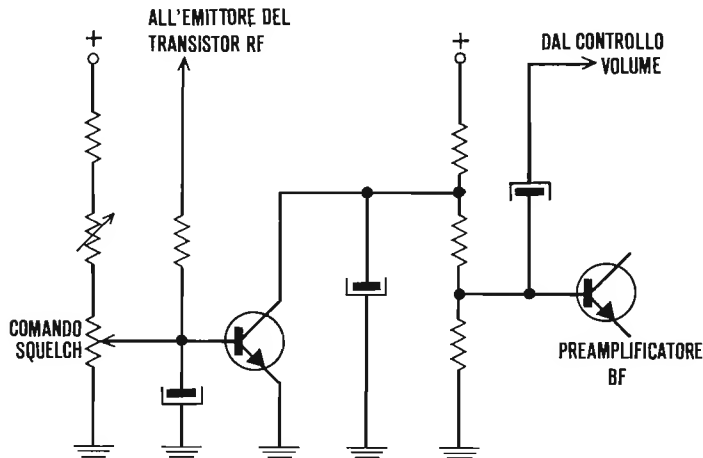 ALL'EMITTORE DEL
TRANSISTOR RF
+
+
DAL CONTROLLO
VOLUME
COMANDO
SQUELCH
PREAMPLIFICATORE
BF